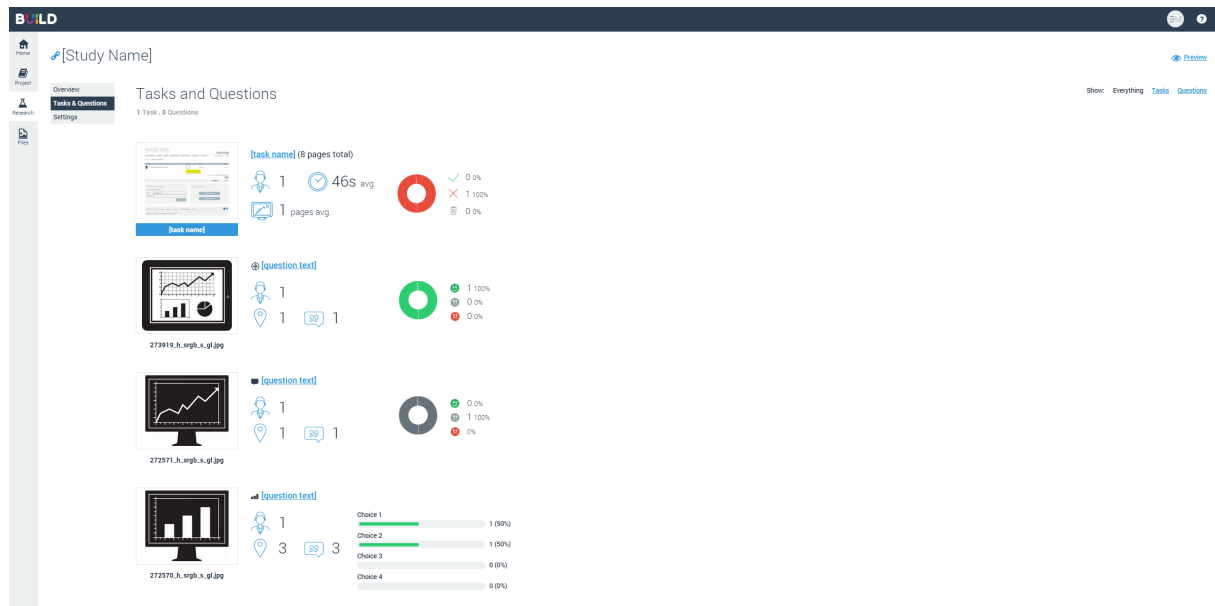 BUILD
BM
?
Home
[Study Name]
Preview
Project
Overview
Tasks and Questions
Show: Everything Tasks Questions
Tasks & Questions
Research
1 Task , 3 Questions
Settings
Files
[task name] (8 pages total)
1 46s avg.
0 0%
1 100%
1 pages avg.
0 0%
[task name]
[question text]
1
1 100%
0 0%
1 1
0 0%
273919_h_srgb_s_gl.jpg
[question text]
1
0 0%
1 100%
1 1
0%
272571_h_srgb_s_gl.jpg
[question text]
Choice 1
1
1 (50%)
Choice 2
3 3
1 (50%)
Choice 3
0 (0%)
272570_h_srgb_s_gl.jpg
Choice 4
0 (0%)